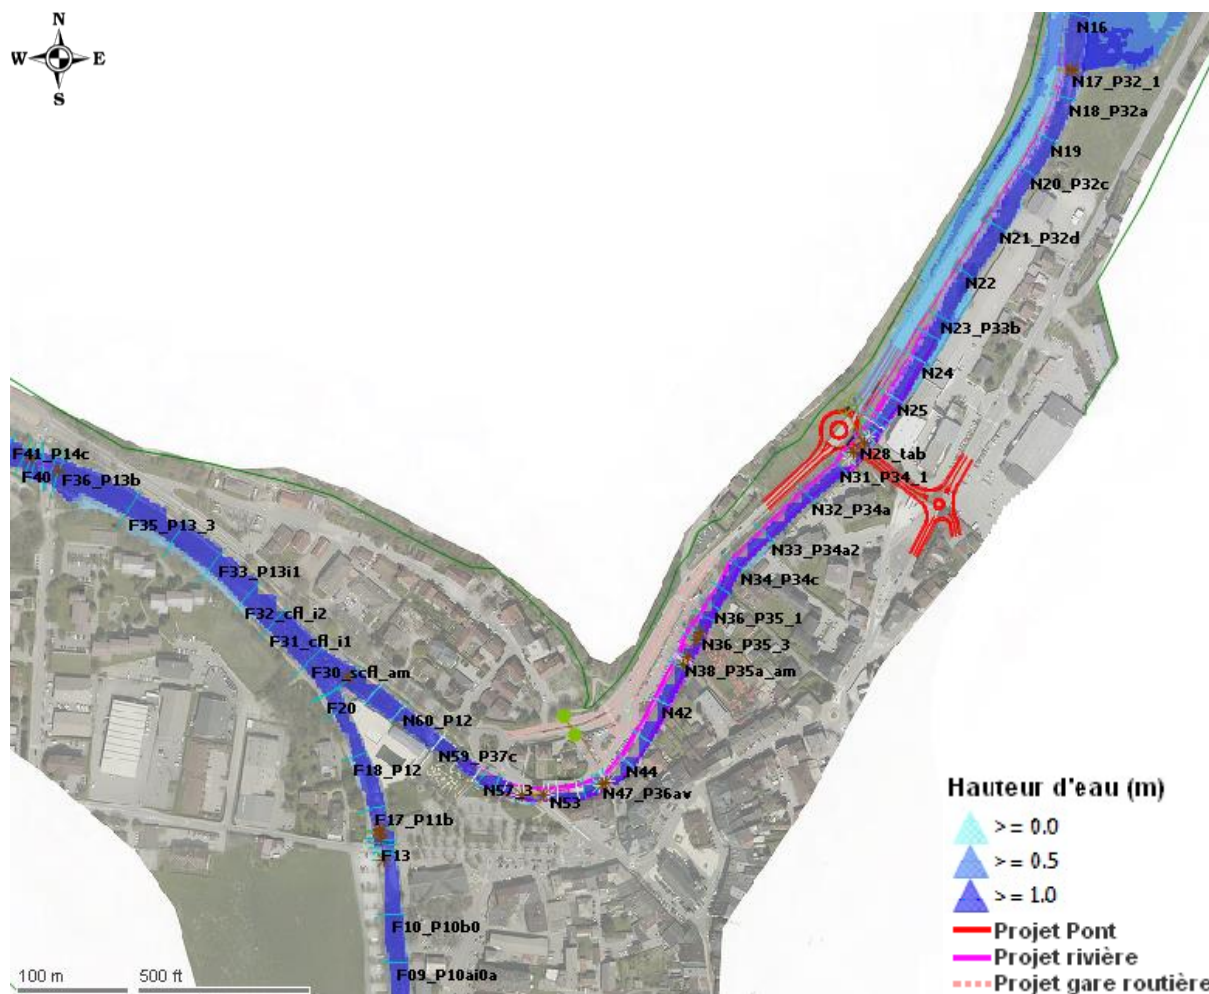 N
W E
S
N16
N17_P32_1
N18_P32a
N19
N20_P32c
N21_P32d
N22
N23_P33b
N24
N25
N28_tab
N31_P34_1
N32_P34a
N33_P34a2
N34_P34c
N36_P35_1
N36_P35_3
N38_P35a_am
N42
N44
N47_P36av
N53
N57_3
N59_P37c
N60_P12
F41_P14c
F40
F36_P13b
F35_P13_3
F33_P13i1
F32_cfl_i2
F31_cfl_i1
F30_scfl_am
F20
F18_P12
F17_P11b
F13
F10_P10b0
F09_P10ai0a
Hauteur d'eau (m)
>= 0.0
>= 0.5
>= 1.0
Projet Pont
Projet rivière
Projet gare routière
100 m
500 ft